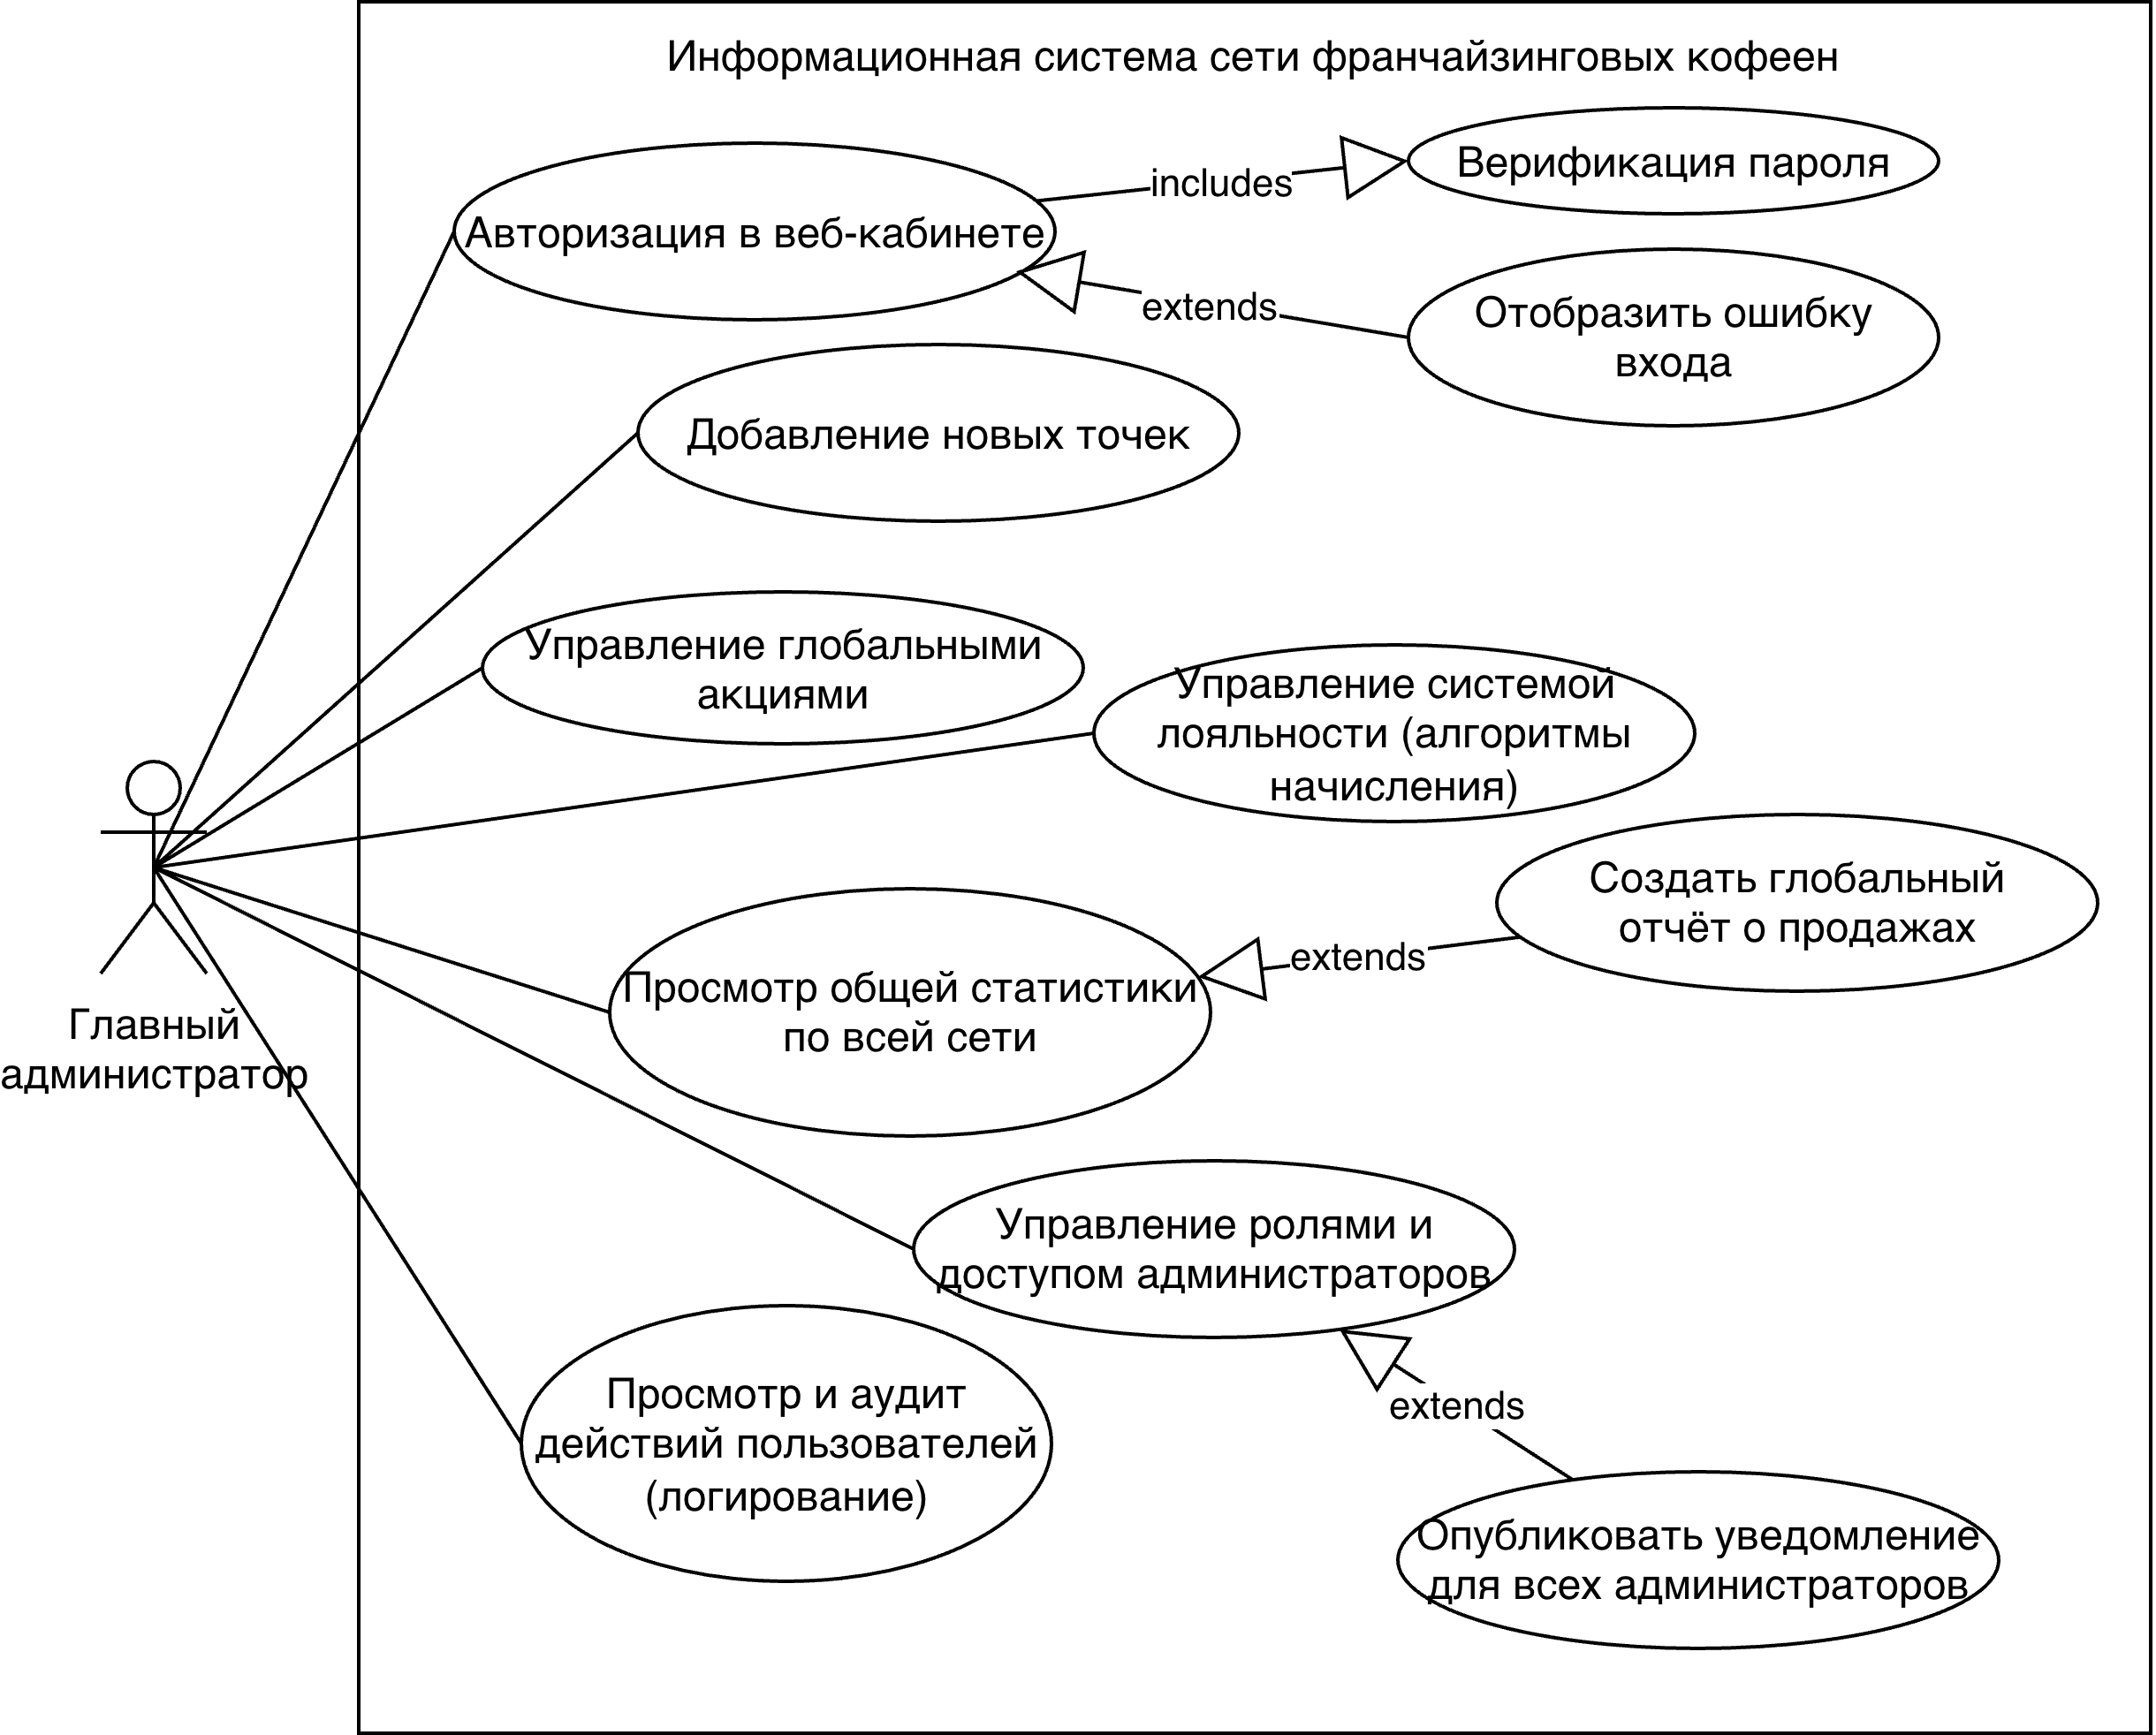 Информационная система сети франчайзинговых кофеен
Верификация пароля
includes
Авторизация в веб-кабинете
extends
Отобразить ошибку
входа
Добавление новых точек
Управление глобальными
акциями
Управление системой
лояльности (алгоритмы
начисления)
Создать глобальный
отчёт о продажах
extends
Просмотр общей статистики
по всей сети
Главный
администратор
Управление ролями и
доступом администраторов
extends
Просмотр и аудит
действий пользователей
(логирование)
Опубликовать уведомление
для всех администраторов